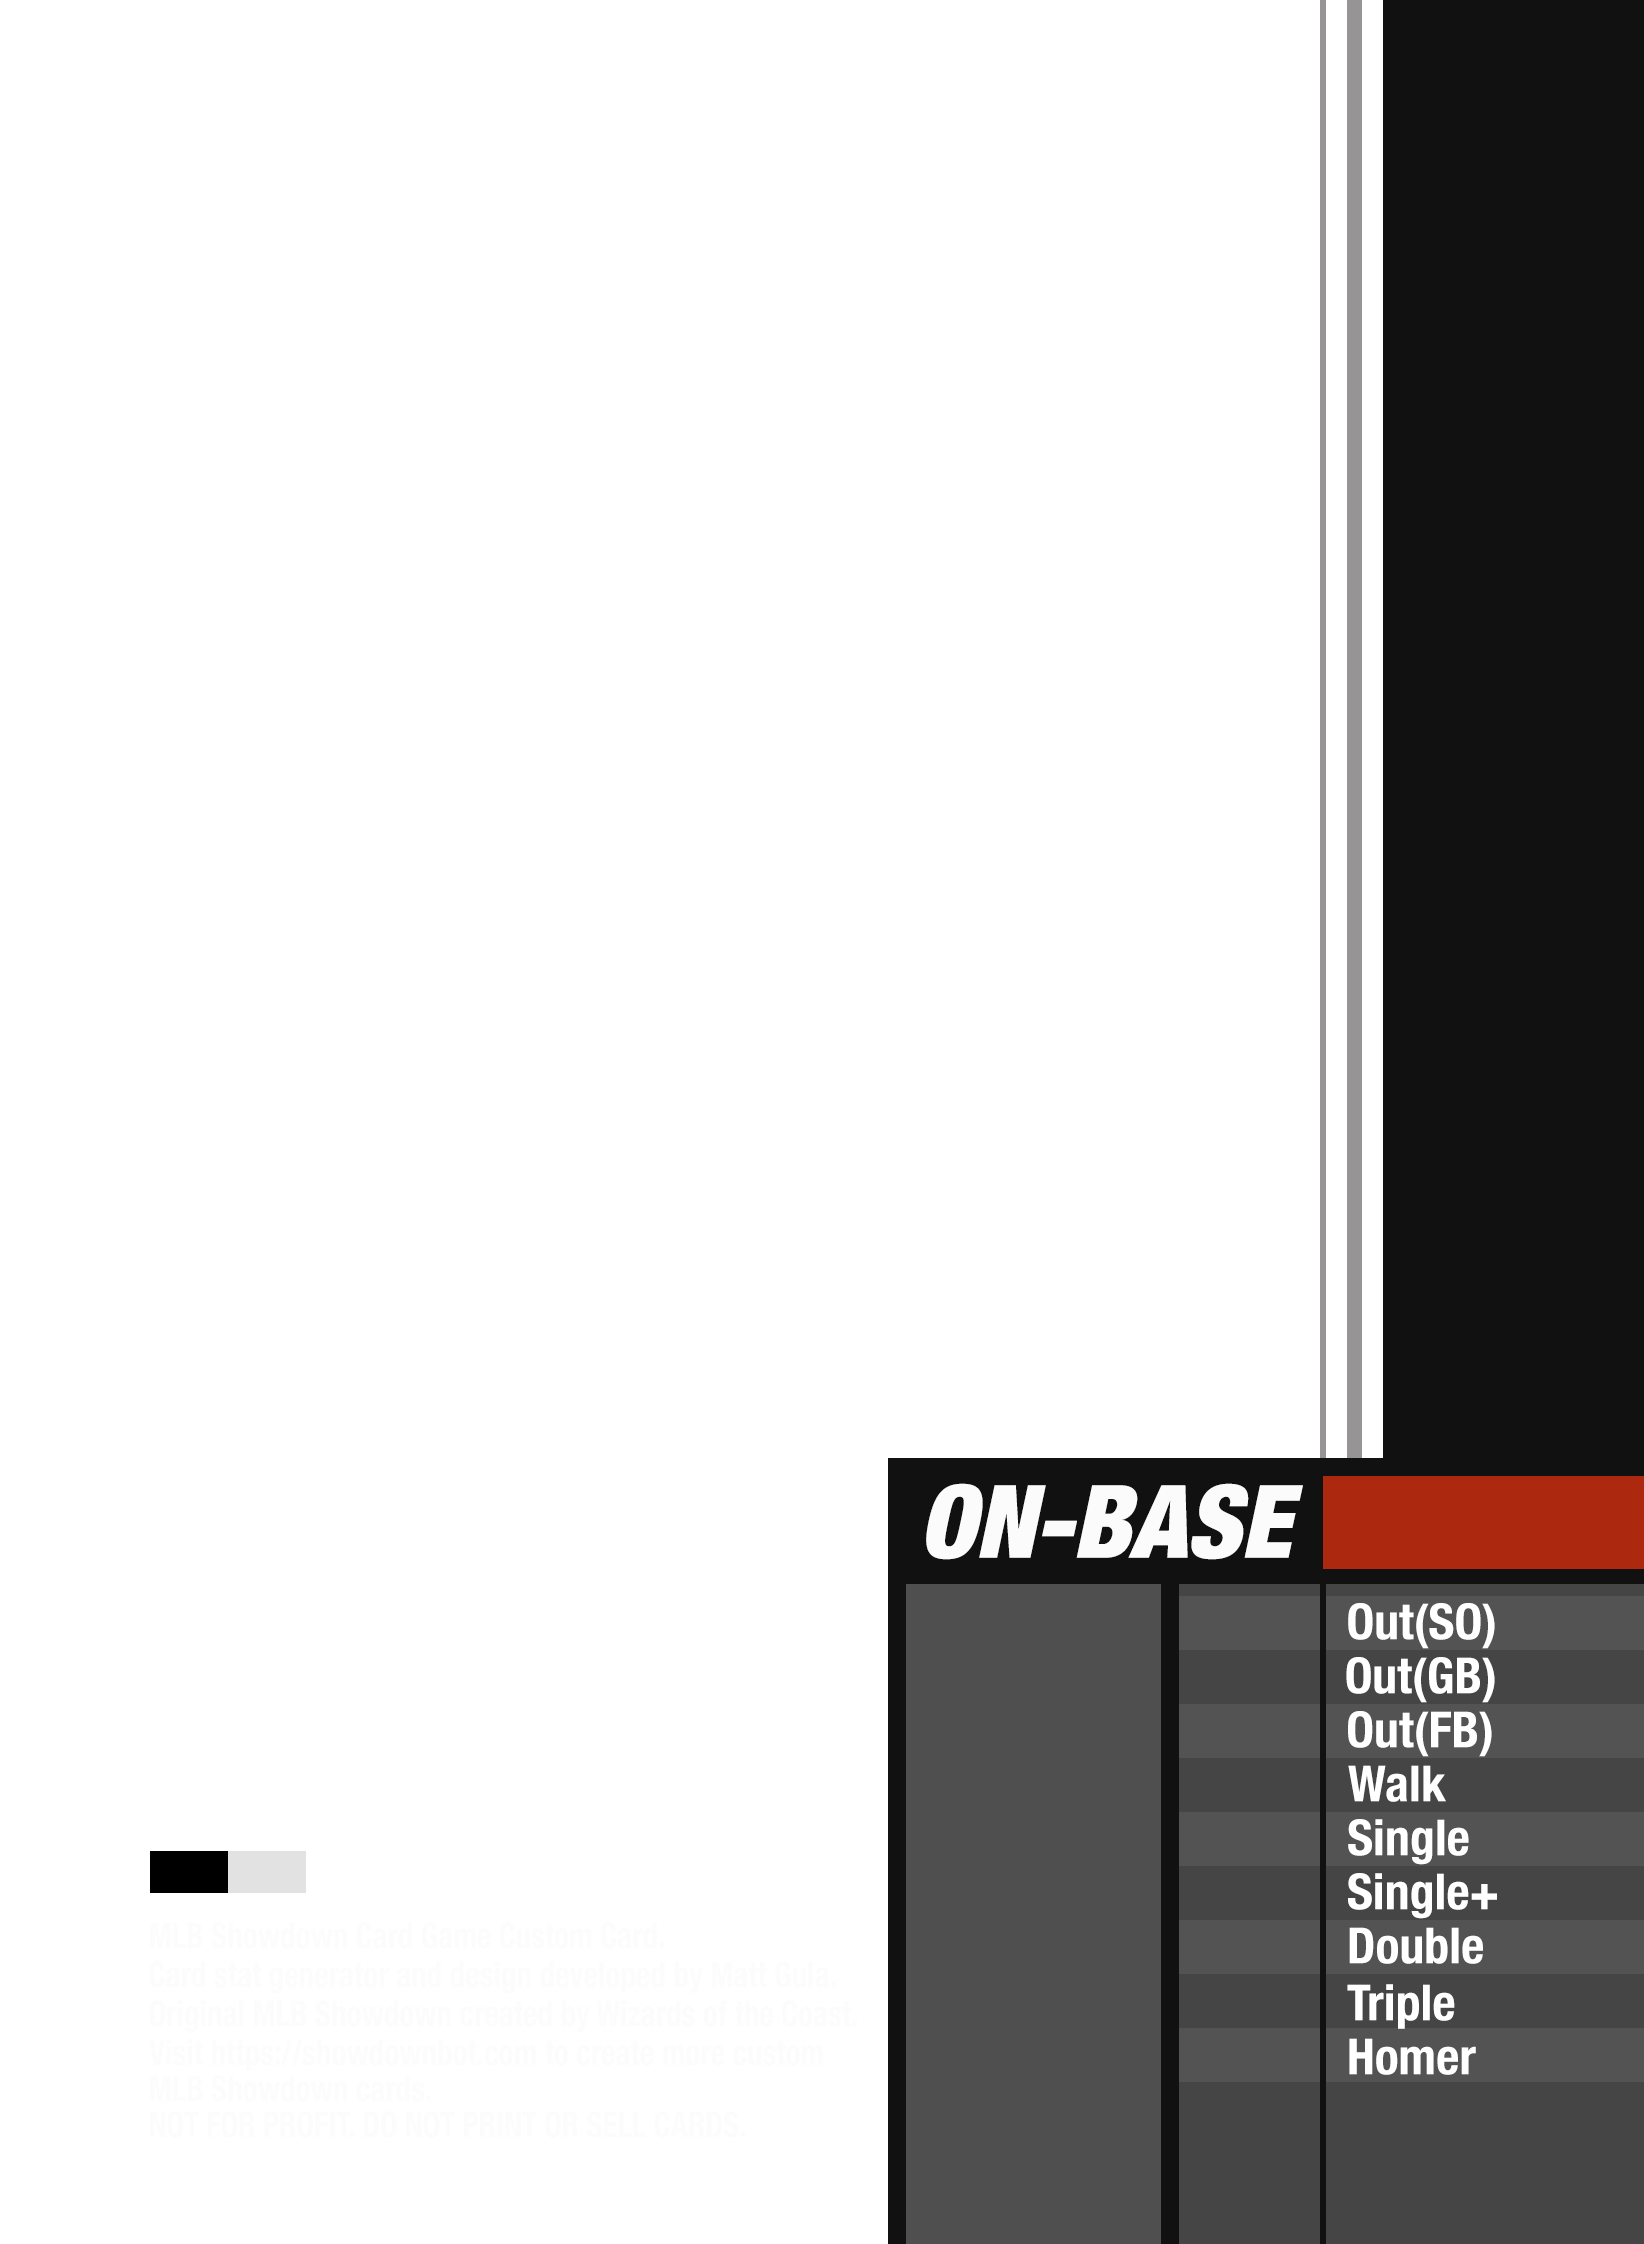 ON-BASE
Out(SO)
Out(GB)
Out(FB)
Walk
Single
Single+
Double
Triple
Homer
MLB Showdown Card Game Custom Card.
Card stat generator and design developed by Matt Gula.
Original MLB Showdown created by Wizards of the Coast.
Visit https://showdownbot.com to create more custom
MLB Showdown cards.
NOT FOR PROFIT. DO NOT PRINT OR SELL CARDS.